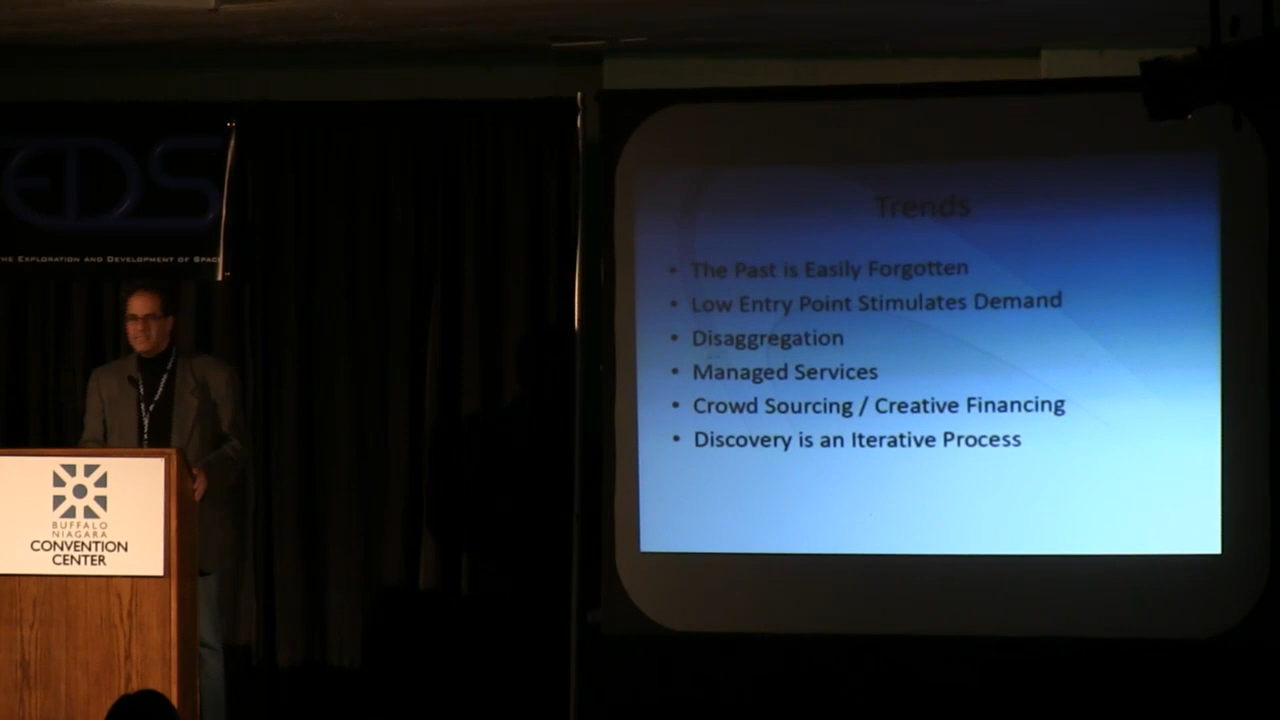 EDS
THE EXPLORATION AND DEVELOPMENT OF SPACE
BUFFALO
NIAGARA
CONVENTION
CENTER
Trends
• The Past is Easily Forgotten
• Low Entry Point Stimulates Demand
• Disaggregation
• Managed Services
• Crowd Sourcing / Creative Financing
• Discovery is an Iterative Process